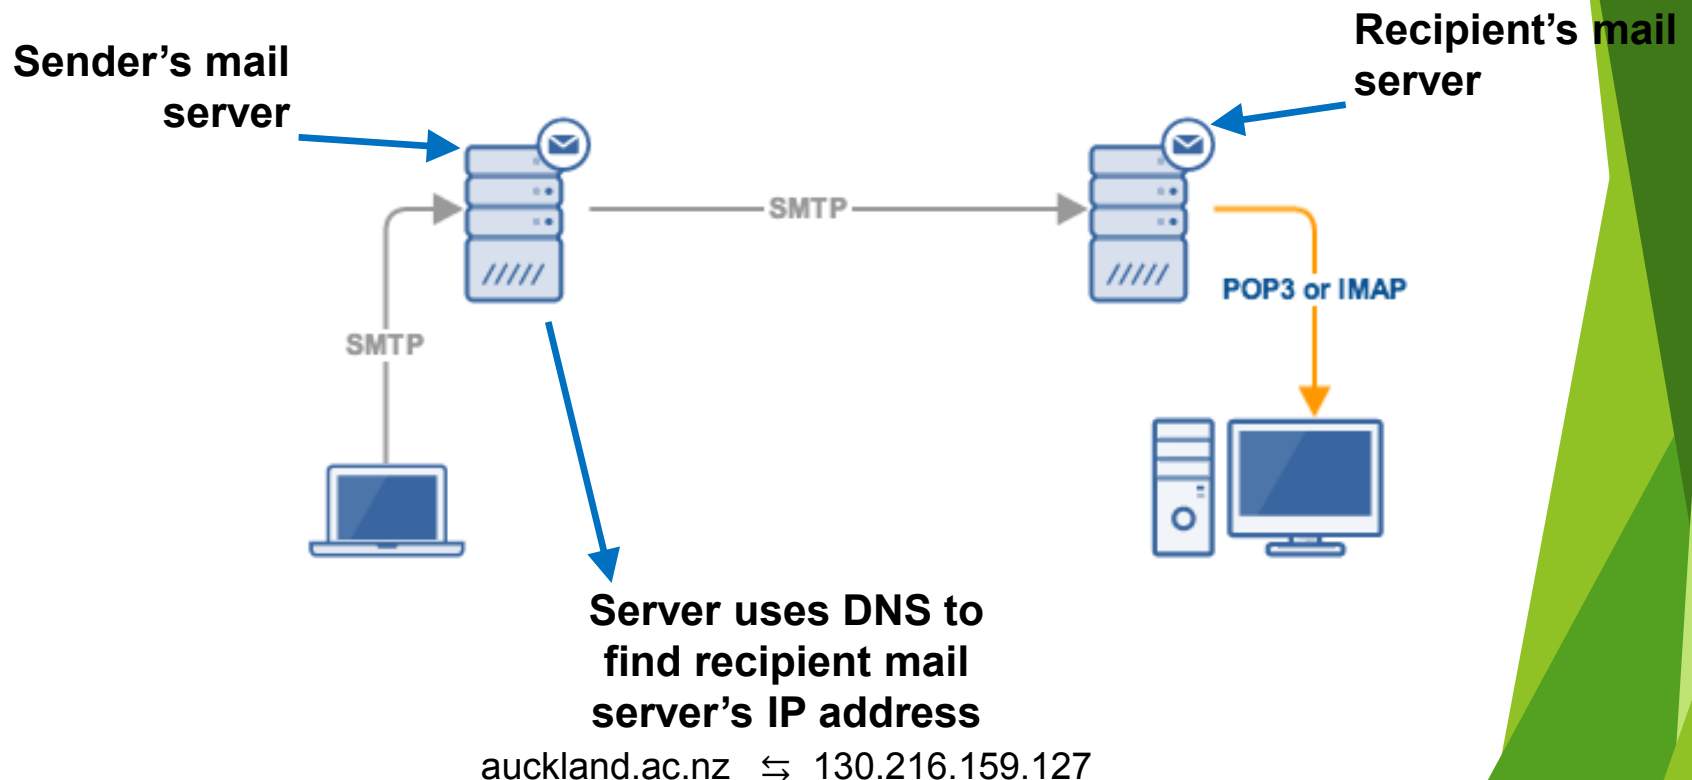 Sender’s mail
server
Recipient’s mail
server
SMTP
SMTP
POP3 or IMAP
Server uses DNS to
find recipient mail
server’s IP address
auckland.ac.nz ⇆ 130.216.159.127